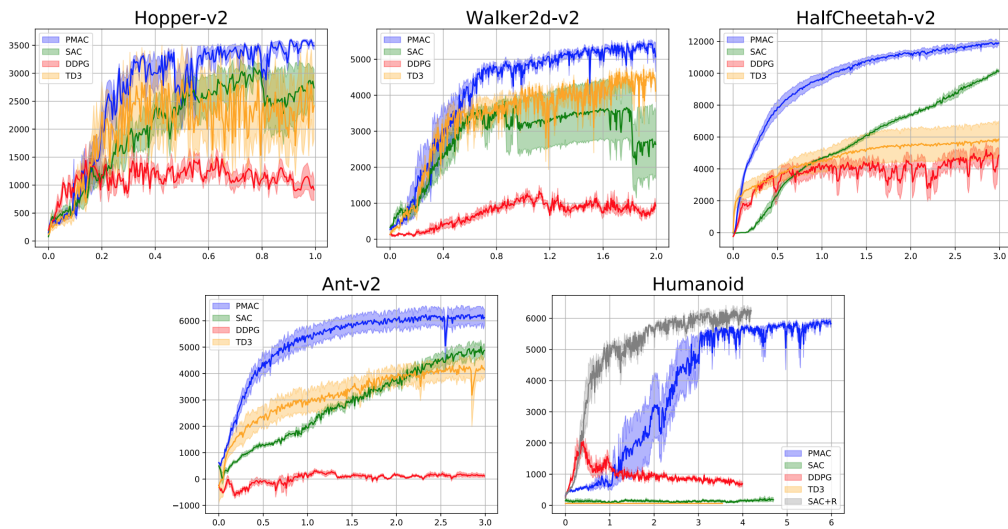 Hopper-v2
PMAC
SAC
DDPG
TD3
3500
3000
2500
2000
1500
1000
500
0
0.0 0.2 0.4 0.6 0.8 1.0
Walker2d-v2
PMAC
SAC
DDPG
TD3
5000
4000
3000
2000
1000
0
0.0 0.4 0.8 1.2 1.6 2.0
HalfCheetah-v2
PMAC
SAC
DDPG
TD3
12000
10000
8000
6000
4000
2000
0
0.0 0.5 1.0 1.5 2.0 2.5 3.0
Ant-v2
PMAC
SAC
DDPG
TD3
6000
5000
4000
3000
2000
1000
0
−1000
0.0 0.5 1.0 1.5 2.0 2.5 3.0
Humanoid
6000
5000
4000
3000
2000
1000
0
PMAC
SAC
DDPG
TD3
SAC+R
0 1 2 3 4 5 6